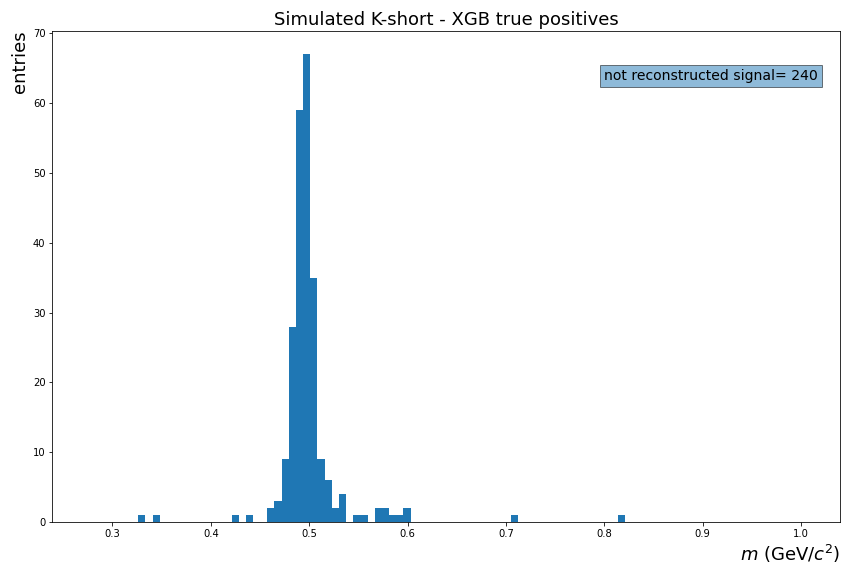 Simulated K-short - XGB true positives
entries
70
60
50
40
30
20
10
0
not reconstructed signal= 240
0.3 0.4 0.5 0.6 0.7 0.8 0.9 1.0
m (GeV/c²)